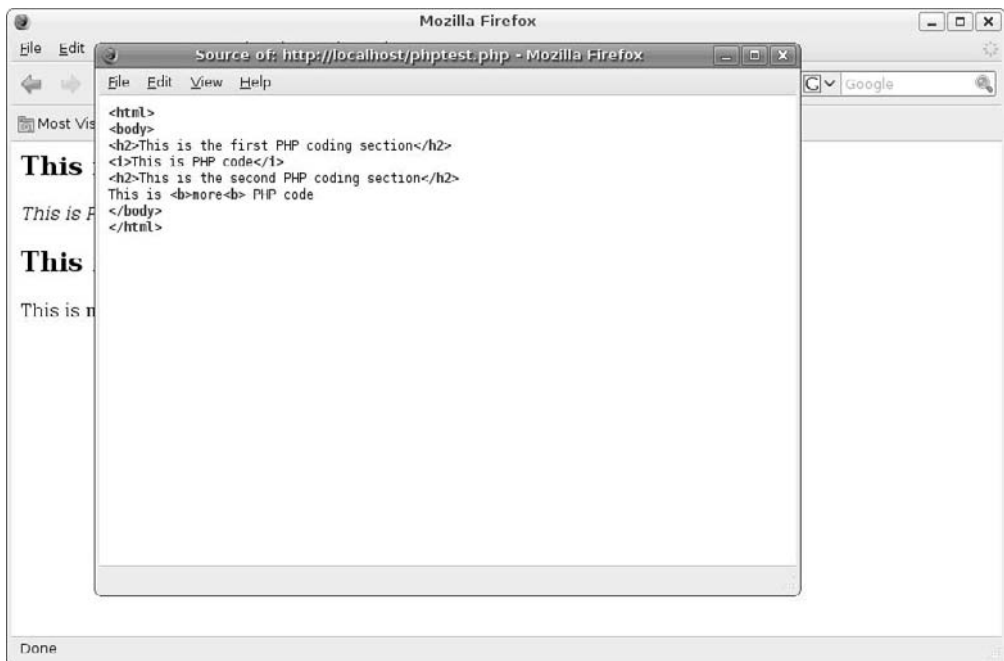 Mozilla Firefox
File Edit
Source of: http://localhost/phptest.php - Mozilla Firefox
File Edit View Help
G Google
Most Vis
<html>
<body>
<h2>This is the first PHP coding section</h2>
<i>This is PHP code</i>
<h2>This is the second PHP coding section</h2>
This is <b>more<b> PHP code
</body>
</html>
This
This is P
This
This is m
Done